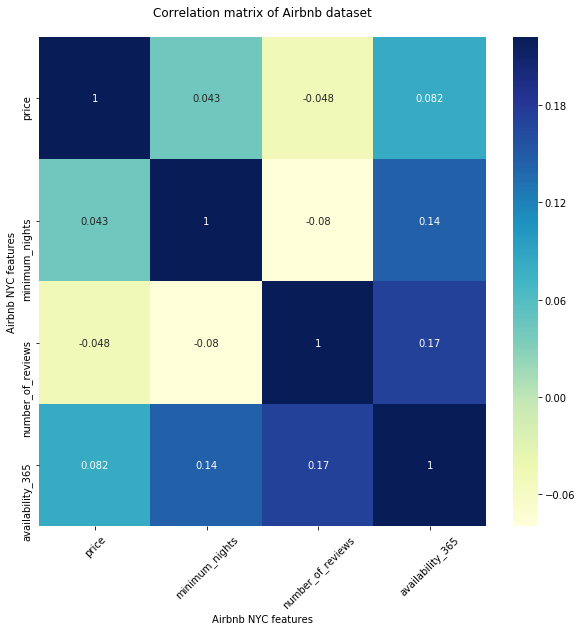 Correlation matrix of Airbnb dataset
price
1
0.043
-0.048
0.082
minimum_nights
0.043
1
-0.08
0.14
number_of_reviews
-0.048
-0.08
1
0.17
availability_365
0.082
0.14
0.17
1
Airbnb NYC features
price
minimum_nights
number_of_reviews
availability_365
Airbnb NYC features
0.18
0.12
0.06
0.00
-0.06